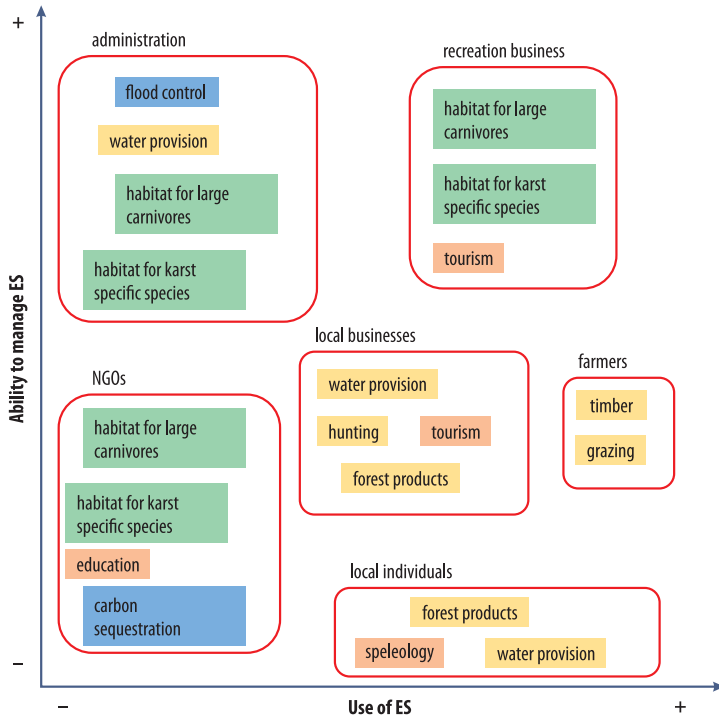 +
administration
flood control
water provision
habitat for large
carnivores
habitat for karst
specific species
recreation business
habitat for large
carnivores
habitat for karst
specific species
tourism
Ability to manage ES
NGOs
habitat for large
carnivores
habitat for karst
specific species
education
carbon
sequestration
local businesses
water provision
hunting
tourism
forest products
farmers
timber
grazing
local individuals
forest products
speleology
water provision
–
–
Use of ES
+